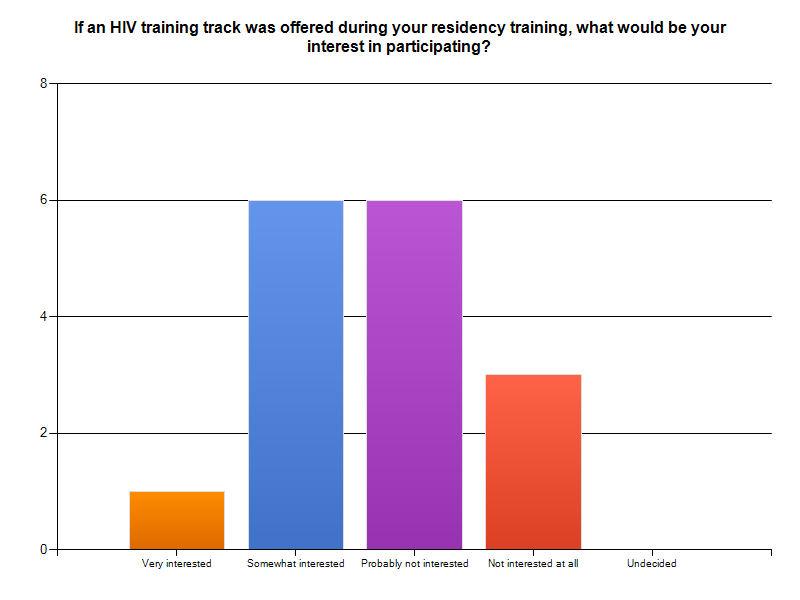 If an HIV training track was offered during your residency training, what would be your
interest in participating?
8
6
4
2
0
Very interested
Somewhat interested
Probably not interested
Not interested at all
Undecided